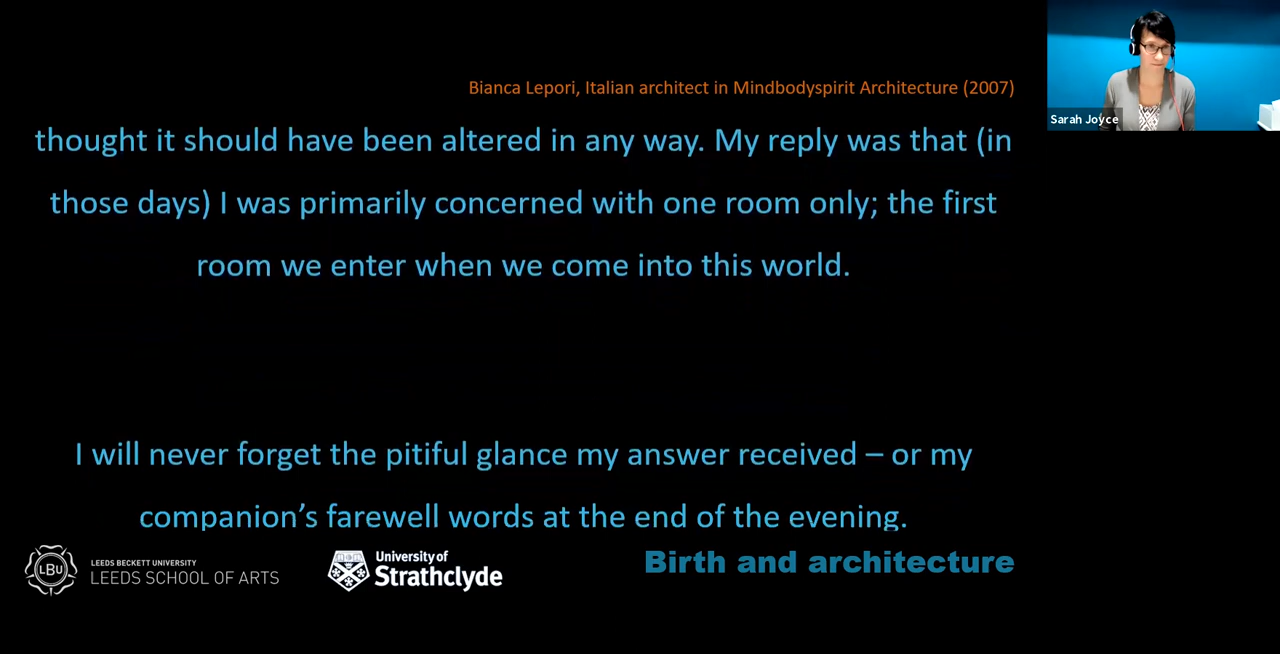 Bianca Lepori, Italian architect in Mindbodyspirit Architecture (2007)
thought it should have been altered in any way. My reply was that (in
those days) I was primarily concerned with one room only; the first
room we enter when we come into this world.
I will never forget the pitiful glance my answer received – or my
companion’s farewell words at the end of the evening.
Sarah Joyce
LBU
LEEDS BECKETT UNIVERSITY
LEEDS SCHOOL OF ARTS
University of
Strathclyde
Birth and architecture